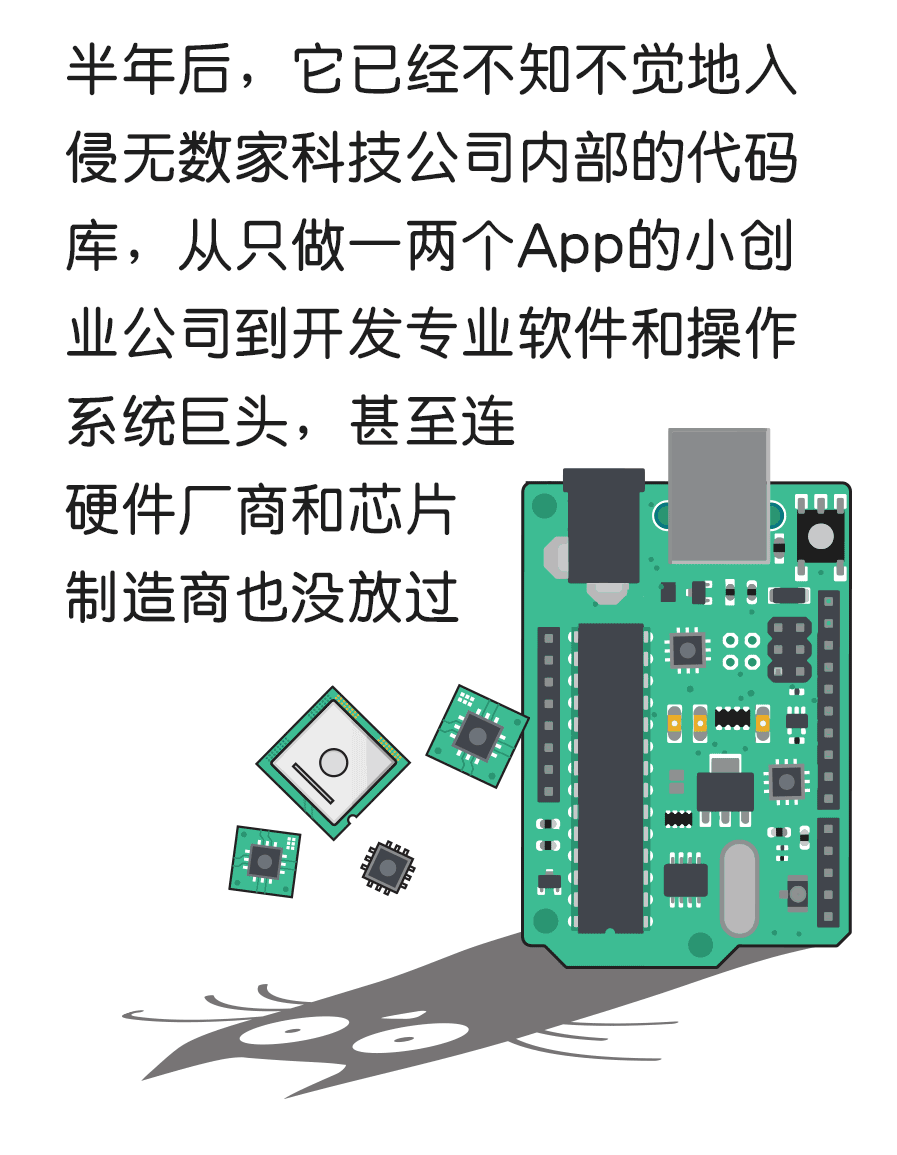 半年后，它已经不知不觉地入
侵无数家科技公司内部的代码
库，从只做一两个App的小创
业公司到开发专业软件和操作
系统巨头，甚至连
硬件厂商和芯片
制造商也没放过